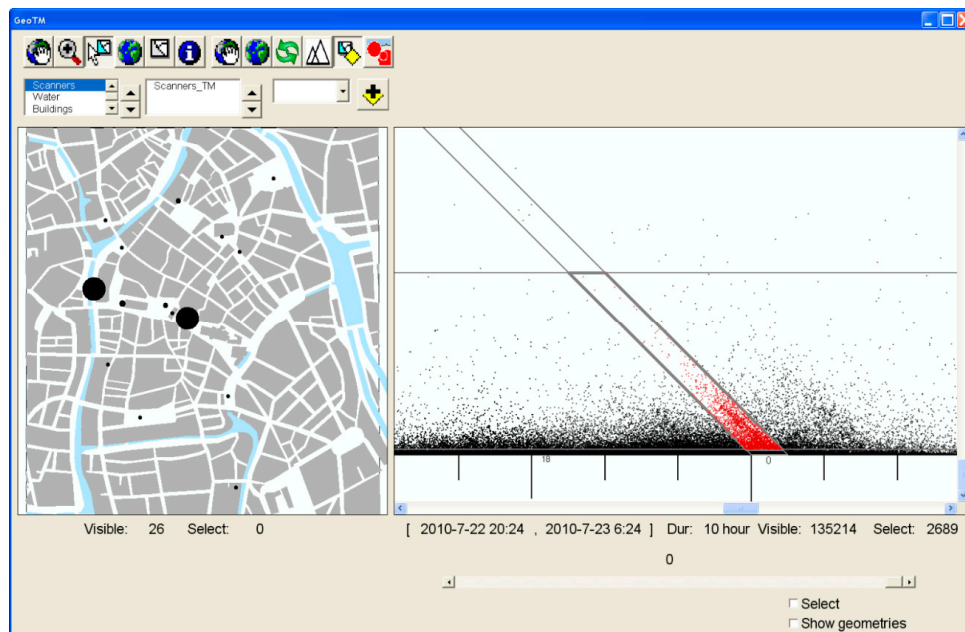 GeoTM
Scanners
Water
Buildings
Scanners_TM
18
0
Visible: 26 Select: 0
[ 2010-7-22 20:24 , 2010-7-23 6:24 ] Dur: 10 hour Visible: 135214 Select: 2689
0
Select
Show geometries